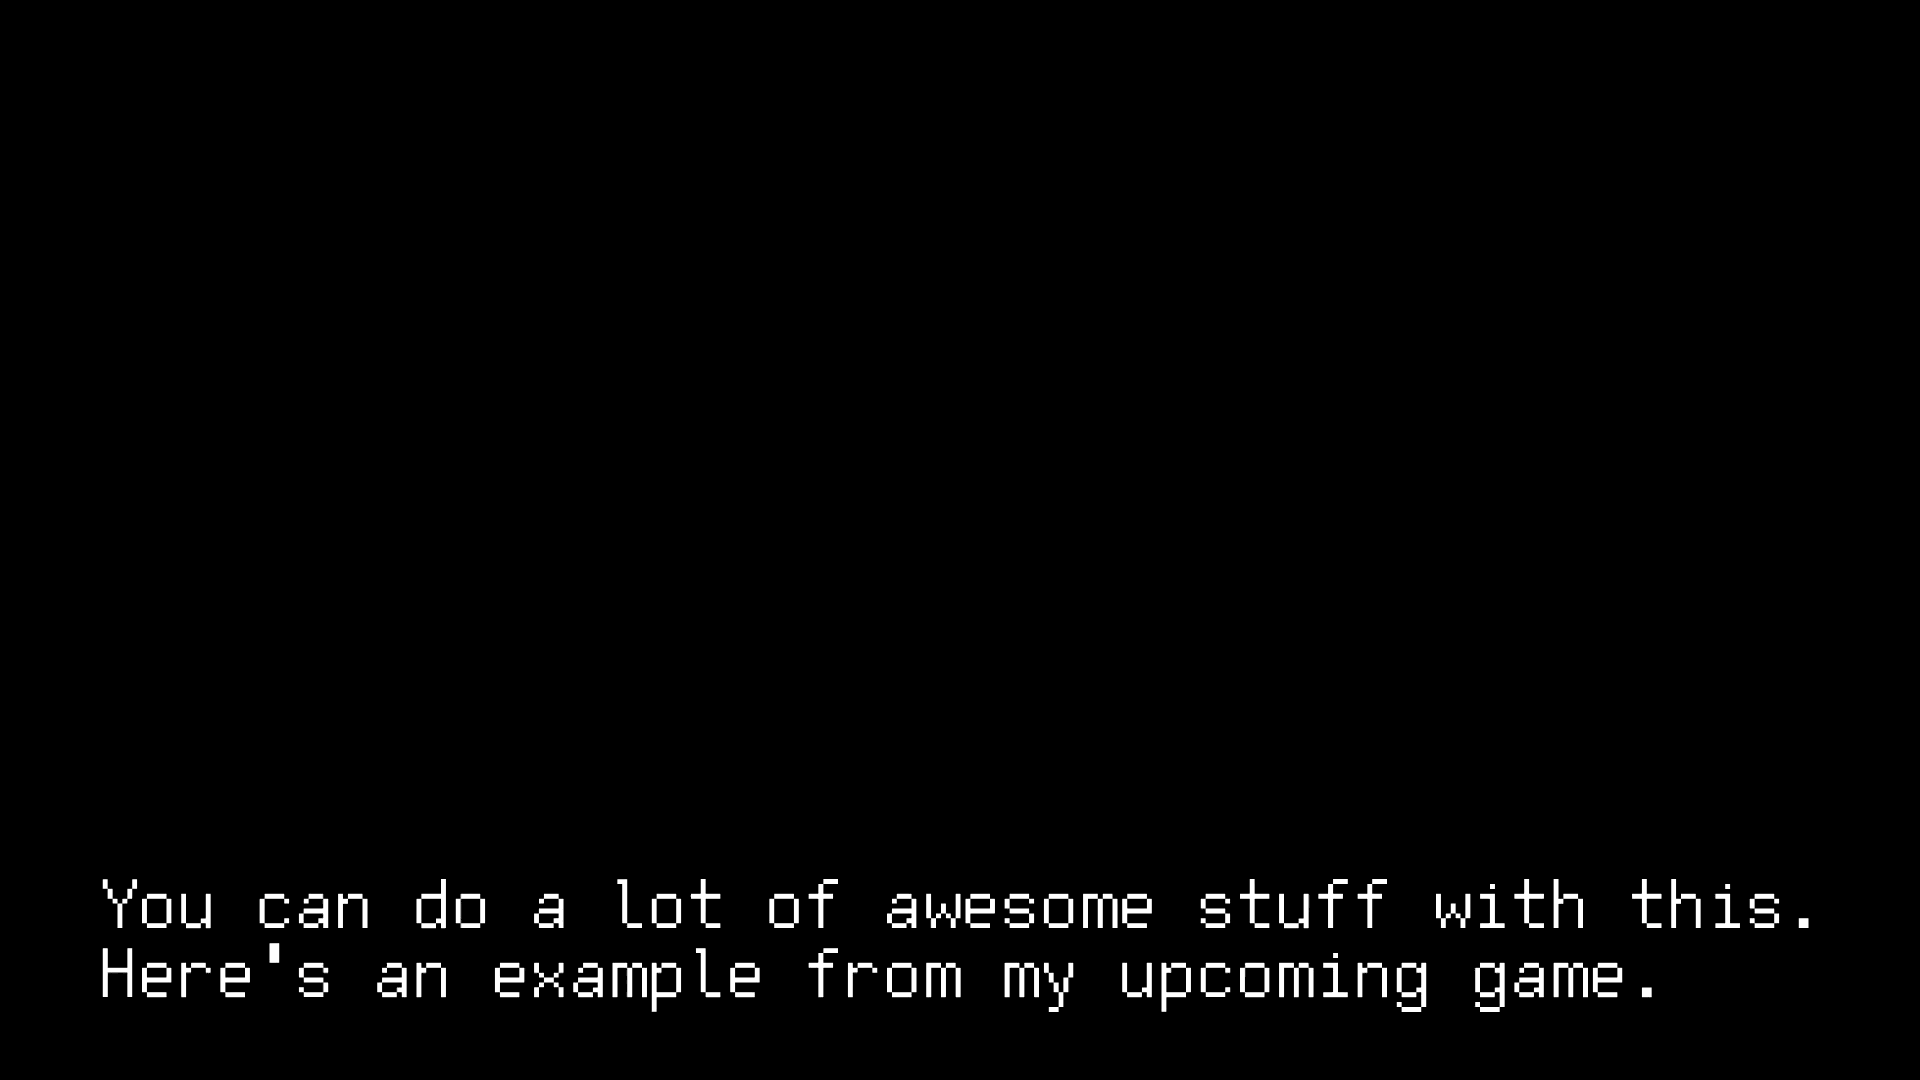 You can do a lot of awesome stuff with this.
Here's an example from my upcoming game.